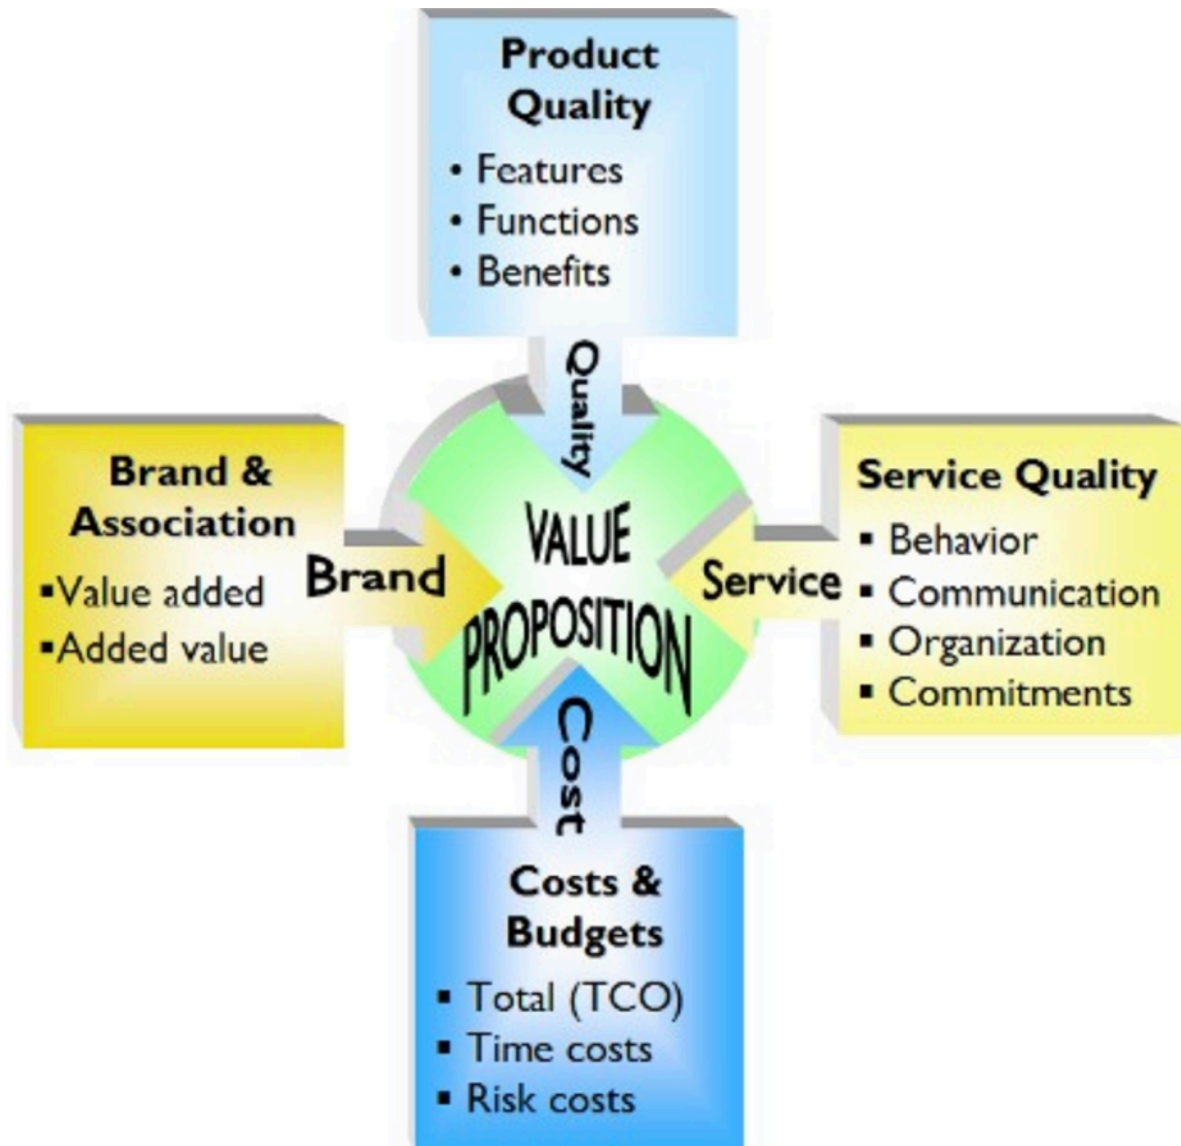 Product
Quality
• Features
• Functions
• Benefits
Quality
Brand &
Association
▪Value added
▪Added value
Brand
VALUE
PROPOSITION
Service
Service Quality
▪ Behavior
▪ Communication
▪ Organization
▪ Commitments
Cost
Costs &
Budgets
▪ Total (TCO)
▪ Time costs
▪ Risk costs